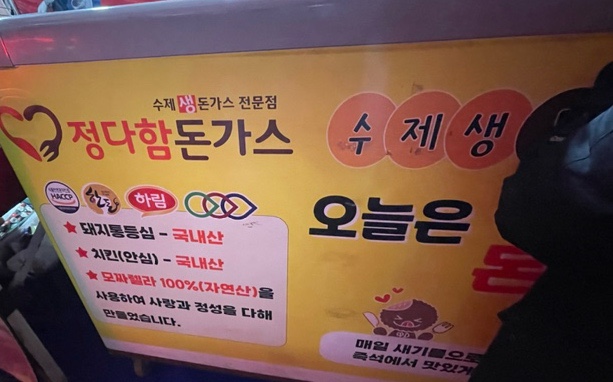 수제 생 돈가스 전문점
정다함돈가스
수제생
HACCP
한돈
하림
★ 돼지통등심 - 국내산
★ 치킨(안심) - 국내산
★ 모짜렐라 100%(자연산)을
사용하여 사랑과 정성을 다해
만들었습니다.
오늘은
돈
매일 새기름으로
즉석에서 맛있게